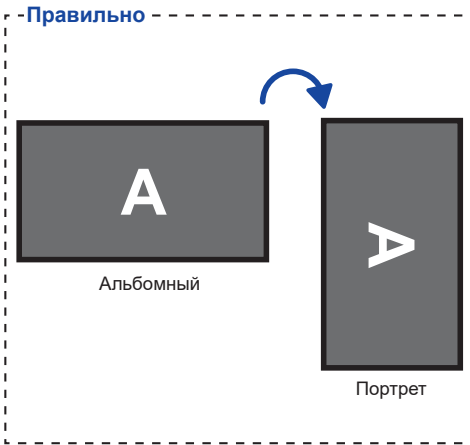 Правильно
A
A
Альбомный
Портрет